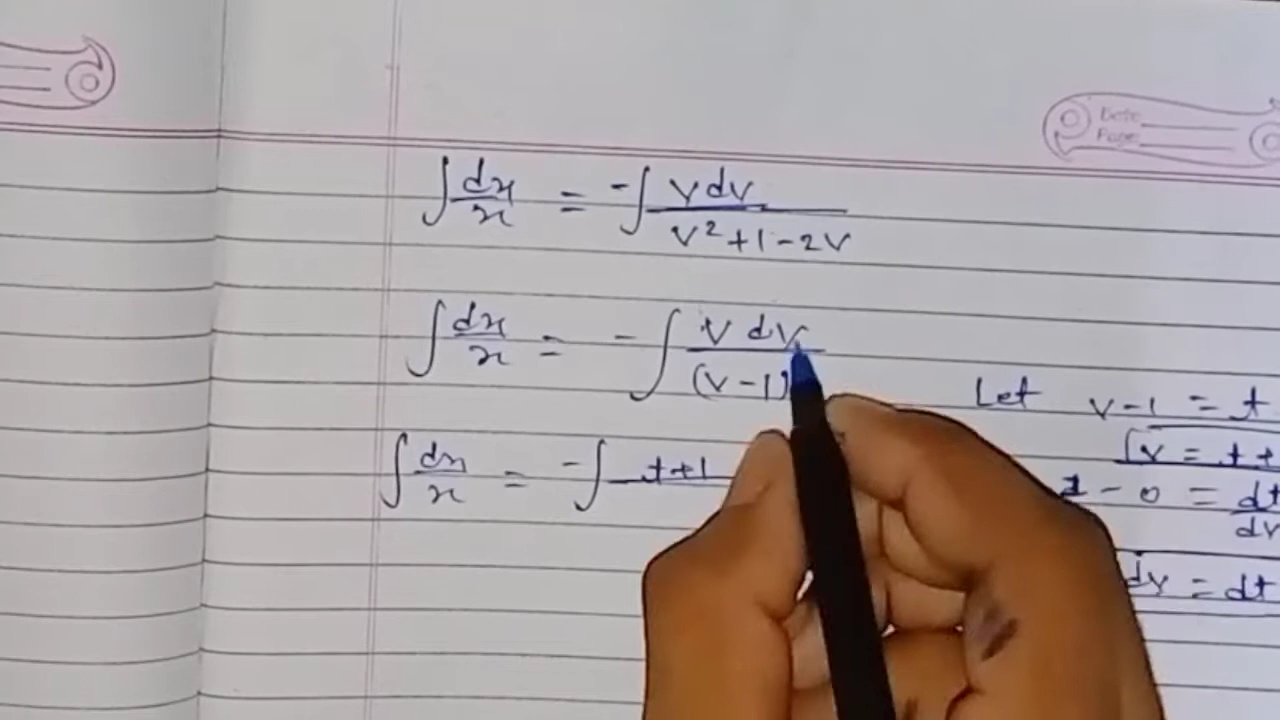 Date
Page
∫ dx/x = -∫ v dv / v² + 1 - 2v
∫ dx/x = -∫ v dv / (v - 1)
Let v - 1 = t
v = t +
∫ dx/x = -∫ t + 1
1 - 0 = dt/dv
dv = dt